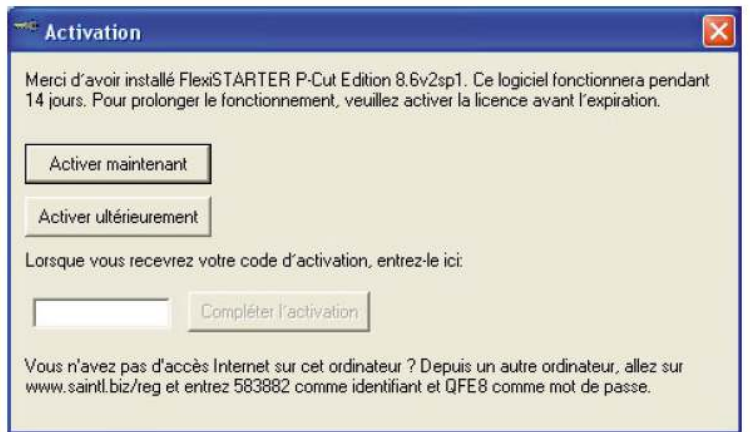 Activation
Merci d'avoir installé FlexiSTARTER P-Cut Edition 8.6v2sp1. Ce logiciel fonctionnera pendant
14 jours. Pour prolonger le fonctionnement, veuillez activer la licence avant l'expiration.
Activer maintenant
Activer ultérieurement
Lorsque vous recevrez votre code d'activation, entrez-le ici:
Compléter l'activation
Vous n'avez pas d'accès Internet sur cet ordinateur ? Depuis un autre ordinateur, allez sur
www.saintl.biz/reg et entrez 583882 comme identifiant et QFE8 comme mot de passe.